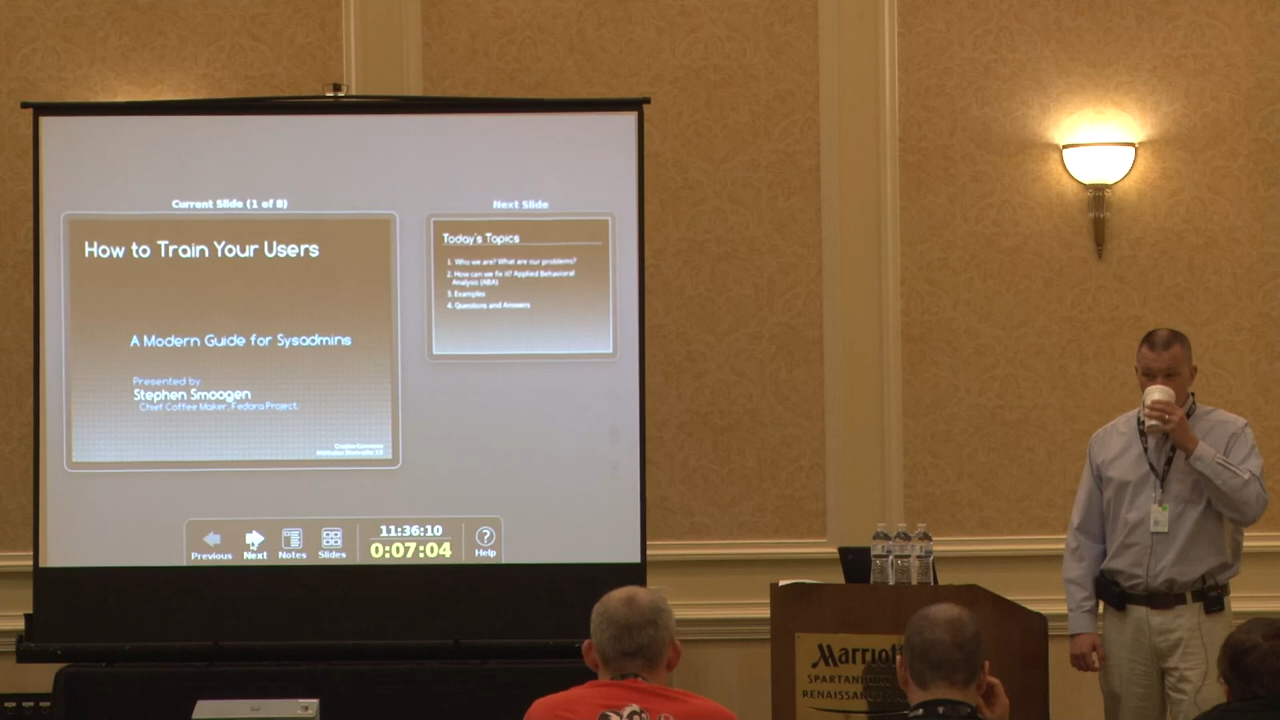 Current Slide (1 of 8)
How to Train Your Users
A Modern Guide for Sysadmins
Presented by
Stephen Smoogen
Chief Coffee Maker, Fedora Project.
Creative Commons
Next Slide
Today's Topics
1. Who we are? What are our problems?
2. How can we fix it? Applied Behavioral
Analysis (ABA)
3. Examples
4. Questions and Answers
Previous
Next
Notes
Slides
11:36:10
0:07:04
Help
Marriott
RENAISSANCE